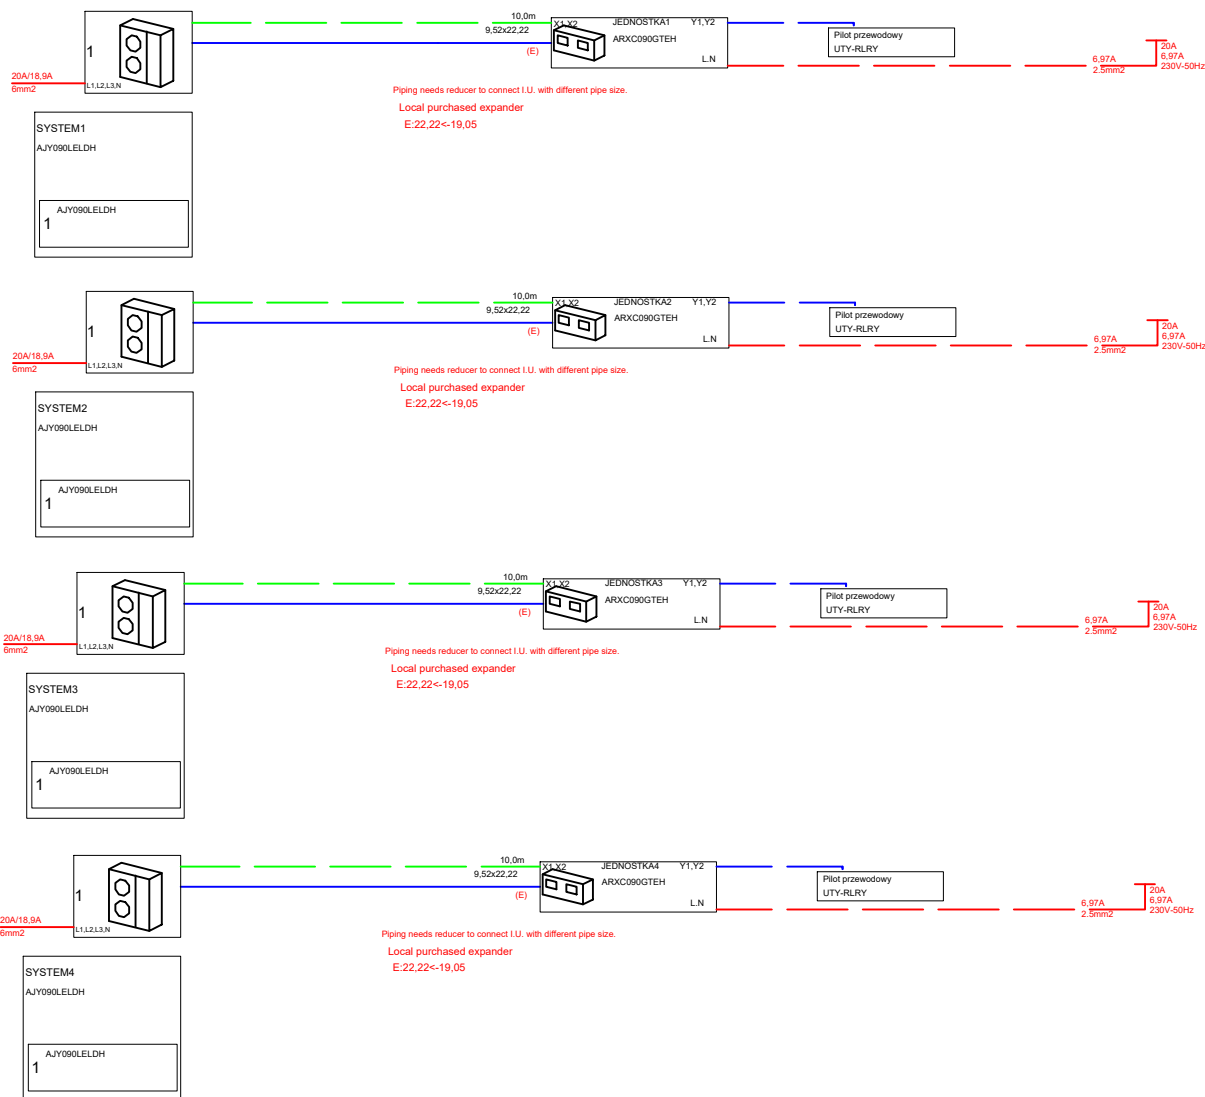 10,0m
9,52x22,22
(E)
X1,X2
JEDNOSTKA1
Y1,Y2
ARXC090GTEH
L.N
Pilot przewodowy
UTY-RLRY
6,97A
2.5mm2
20A
6,97A
230V-50Hz
1
L1,L2,L3,N
20A/18,9A
6mm2
Piping needs reducer to connect I.U. with different pipe size.
Local purchased expander
E:22,22<-19,05
SYSTEM1
AJY090LELDH
AJY090LELDH
1
10,0m
9,52x22,22
(E)
X1,X2
JEDNOSTKA2
Y1,Y2
ARXC090GTEH
L.N
Pilot przewodowy
UTY-RLRY
6,97A
2.5mm2
20A
6,97A
230V-50Hz
1
L1,L2,L3,N
20A/18,9A
6mm2
Piping needs reducer to connect I.U. with different pipe size.
Local purchased expander
E:22,22<-19,05
SYSTEM2
AJY090LELDH
AJY090LELDH
1
10,0m
9,52x22,22
(E)
X1,X2
JEDNOSTKA3
Y1,Y2
ARXC090GTEH
L.N
Pilot przewodowy
UTY-RLRY
6,97A
2.5mm2
20A
6,97A
230V-50Hz
1
L1,L2,L3,N
20A/18,9A
6mm2
Piping needs reducer to connect I.U. with different pipe size.
Local purchased expander
E:22,22<-19,05
SYSTEM3
AJY090LELDH
AJY090LELDH
1
10,0m
9,52x22,22
(E)
X1,X2
JEDNOSTKA4
Y1,Y2
ARXC090GTEH
L.N
Pilot przewodowy
UTY-RLRY
6,97A
2.5mm2
20A
6,97A
230V-50Hz
1
L1,L2,L3,N
20A/18,9A
6mm2
Piping needs reducer to connect I.U. with different pipe size.
Local purchased expander
E:22,22<-19,05
SYSTEM4
AJY090LELDH
AJY090LELDH
1